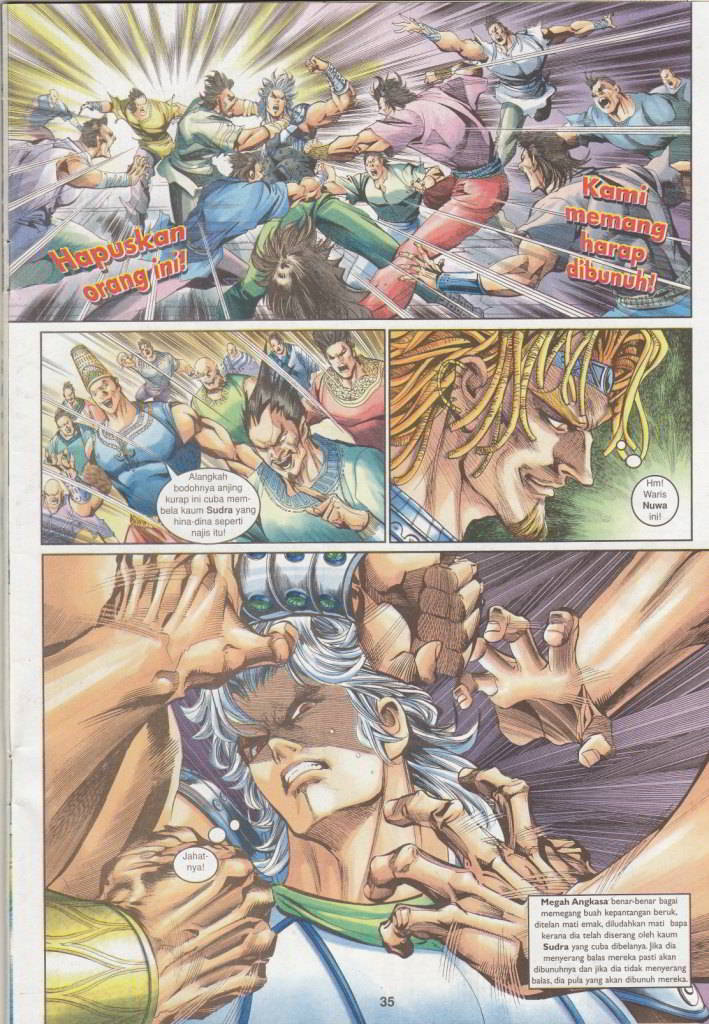 Hapuskan
orang ini!
Kami
memang
harap
dibunuh!
Alangkah
bodohnya anjing
kurap ini cuba mem-
bela kaum Sudra yang
hina-dina seperti
najis itu!
Hm!
Waris
Nuwa
ini!
Jahat-
nya!
Megah Angkasa benar-benar bagai
memegang buah kepantangan beruk,
ditelan mati emak, diludahkan mati bapa
kerana dia telah diserang oleh kaum
Sudra yang cuba dibelanya. Jika dia
menyerang balas mereka pasti akan
dibunuhnya dan jika dia tidak menyerang
balas, dia pula yang akan dibunuh mereka.
35